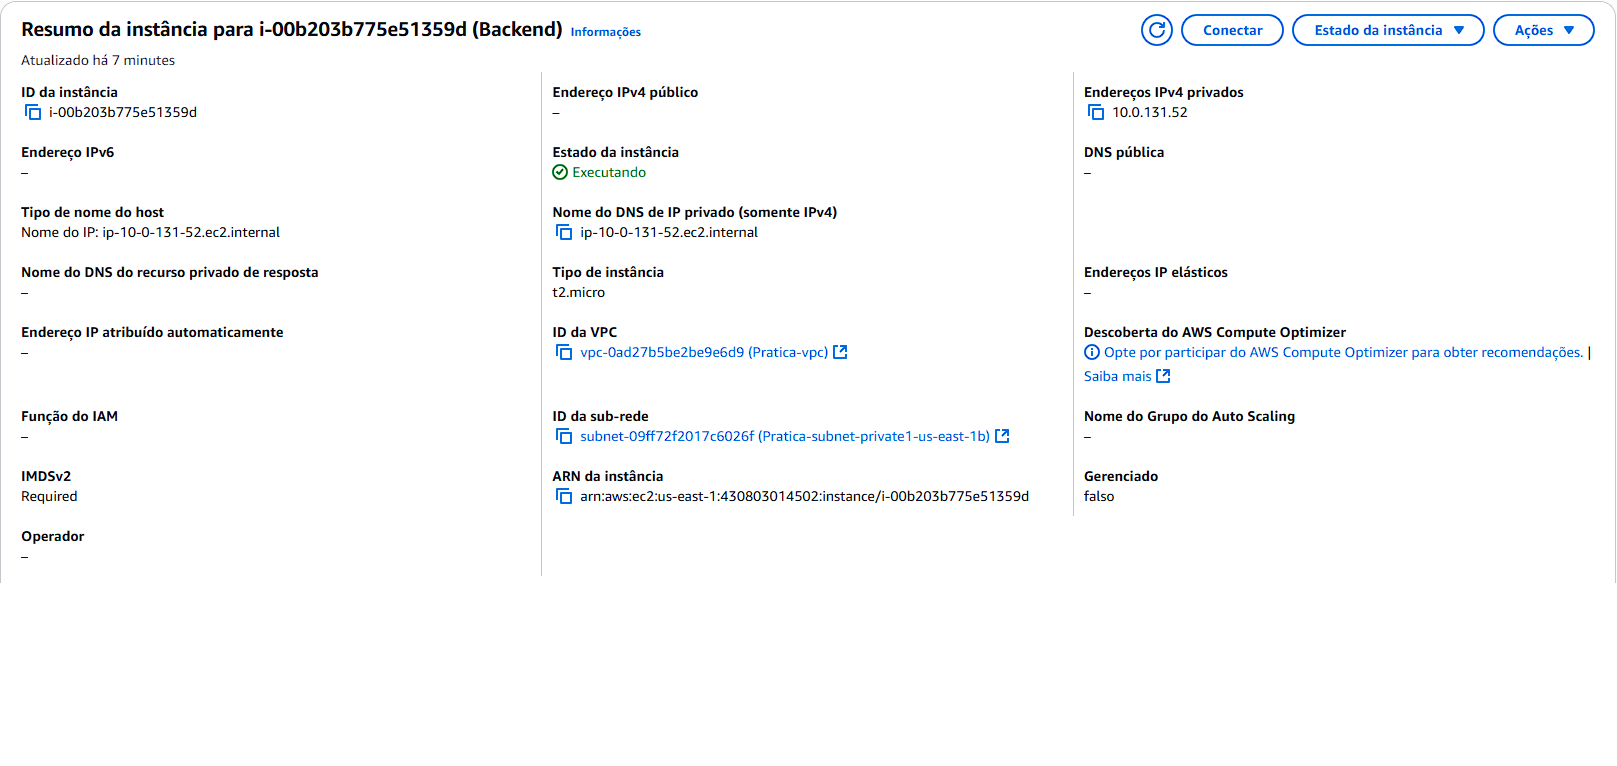 Resumo da instância para i-00b203b775e51359d (Backend) Informações
Conectar
Estado da instância
Ações
Atualizado há 7 minutes
ID da instância
i-00b203b775e51359d
Endereço IPv4 público
–
Endereços IPv4 privados
10.0.131.52
Endereço IPv6
–
Estado da instância
Executando
DNS pública
–
Tipo de nome do host
Nome do IP: ip-10-0-131-52.ec2.internal
Nome do DNS de IP privado (somente IPv4)
ip-10-0-131-52.ec2.internal
Nome do DNS do recurso privado de resposta
–
Tipo de instância
t2.micro
Endereços IP elásticos
–
Endereço IP atribuído automaticamente
–
ID da VPC
vpc-0ad27b5be2be9e6d9 (Pratica-vpc)
Descoberta do AWS Compute Optimizer
Opte por participar do AWS Compute Optimizer para obter recomendações. |
Saiba mais
Função do IAM
–
ID da sub-rede
subnet-09ff72f2017c6026f (Pratica-subnet-private1-us-east-1b)
Nome do Grupo do Auto Scaling
–
IMDSv2
Required
ARN da instância
arn:aws:ec2:us-east-1:430803014502:instance/i-00b203b775e51359d
Gerenciado
falso
Operador
–